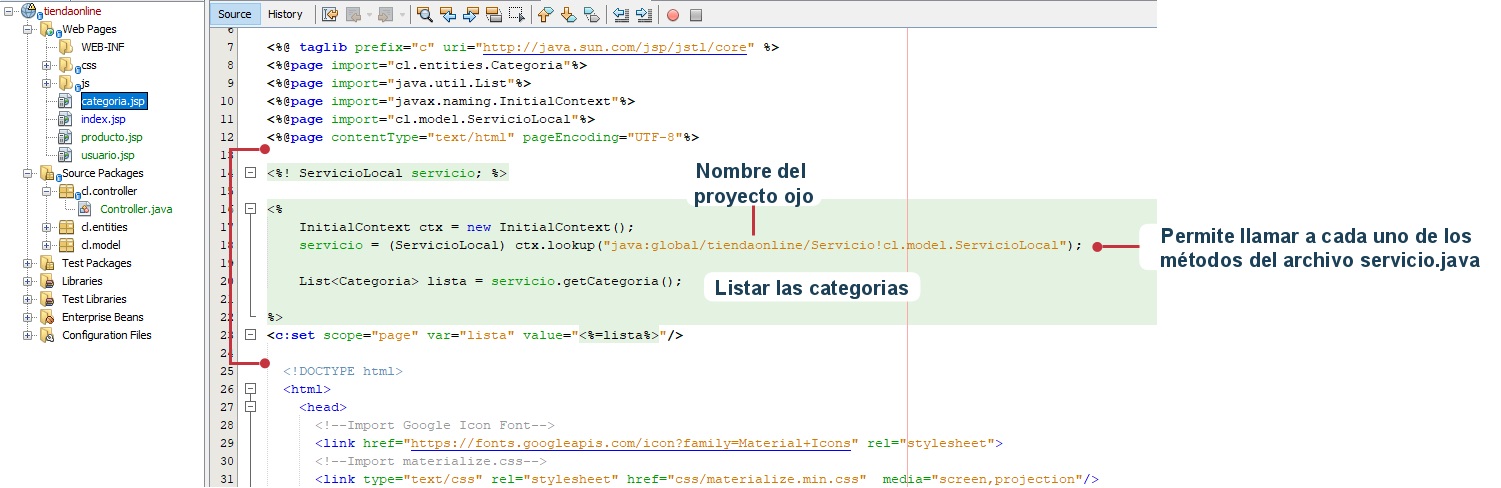 tiendaonline
Web Pages
WEB-INF
css
js
categoria.jsp
index.jsp
producto.jsp
usuario.jsp
Source Packages
cl.controller
Controller.java
cl.entities
cl.model
Test Packages
Libraries
Test Libraries
Enterprise Beans
Configuration Files
Source History
6
7 <%@ taglib prefix="c" uri="http://java.sun.com/jsp/jstl/core" %>
8 <%@page import="cl.entities.Categoria"%>
9 <%@page import="java.util.List"%>
10 <%@page import="javax.naming.InitialContext"%>
11 <%@page import="cl.model.ServicioLocal"%>
12 <%@page contentType="text/html" pageEncoding="UTF-8"%>
13
14 <%! ServicioLocal servicio; %>
15
16 <%
17 InitialContext ctx = new InitialContext();
18 servicio = (ServicioLocal) ctx.lookup("java:global/tiendaonline/Servicio!cl.model.ServicioLocal");
19
20 List<Categoria> lista = servicio.getCategoria();
21
22 %>
23 <c:set scope="page" var="lista" value="<%=lista%>"/>
24
25 <!DOCTYPE html>
26 <html>
27 <head>
28 <!--Import Google Icon Font-->
29 <link href="https://fonts.googleapis.com/icon?family=Material+Icons" rel="stylesheet">
30 <!--Import materialize.css-->
31 <link type="text/css" rel="stylesheet" href="css/materialize.min.css" media="screen,projection"/>
Nombre del
proyecto ojo
Permite llamar a cada uno de los
métodos del archivo servicio.java
Listar las categorias